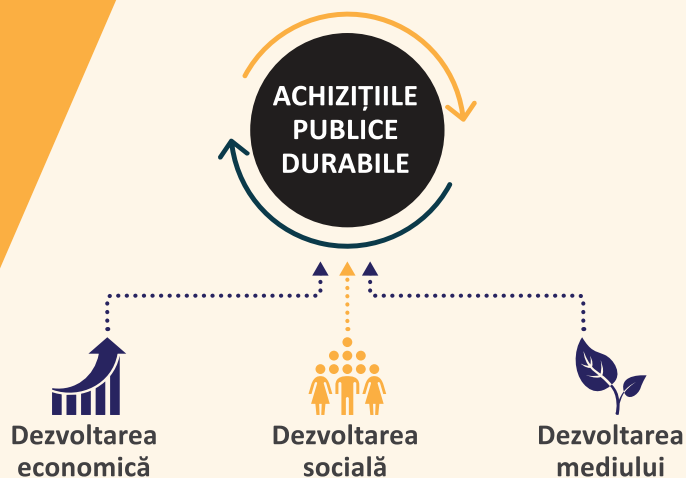 ACHIZIȚIILE
PUBLICE
DURABILE
Dezvoltarea
economică
Dezvoltarea
socială
Dezvoltarea
mediului